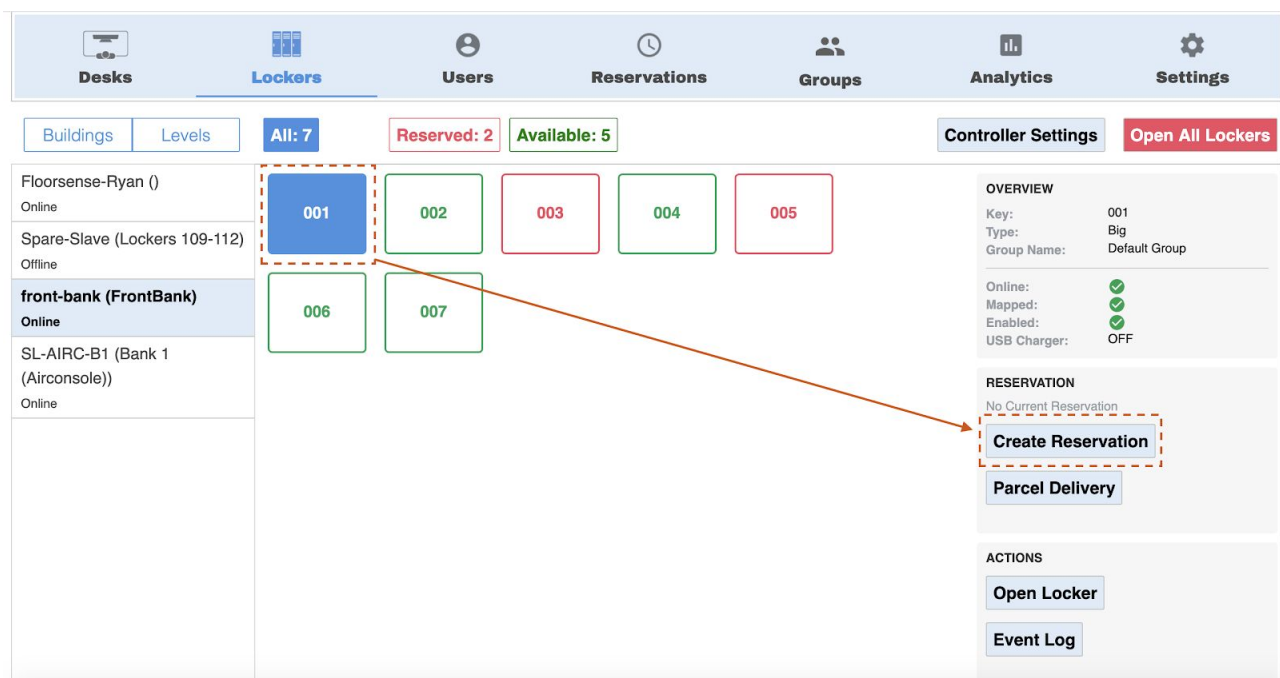 Desks Lockers Users Reservations Groups Analytics Settings
Buildings Levels All: 7 Reserved: 2 Available: 5 Controller Settings Open All Lockers
Floorsense-Ryan ()
Online
Spare-Slave (Lockers 109-112)
Offline
front-bank (FrontBank)
Online
SL-AIRC-B1 (Bank 1
(Airconsole))
Online
001 002 003 004 005
006 007
OVERVIEW
Key: 001
Type: Big
Group Name: Default Group
Online:
Mapped:
Enabled:
USB Charger: OFF
RESERVATION
No Current Reservation
Create Reservation
Parcel Delivery
ACTIONS
Open Locker
Event Log